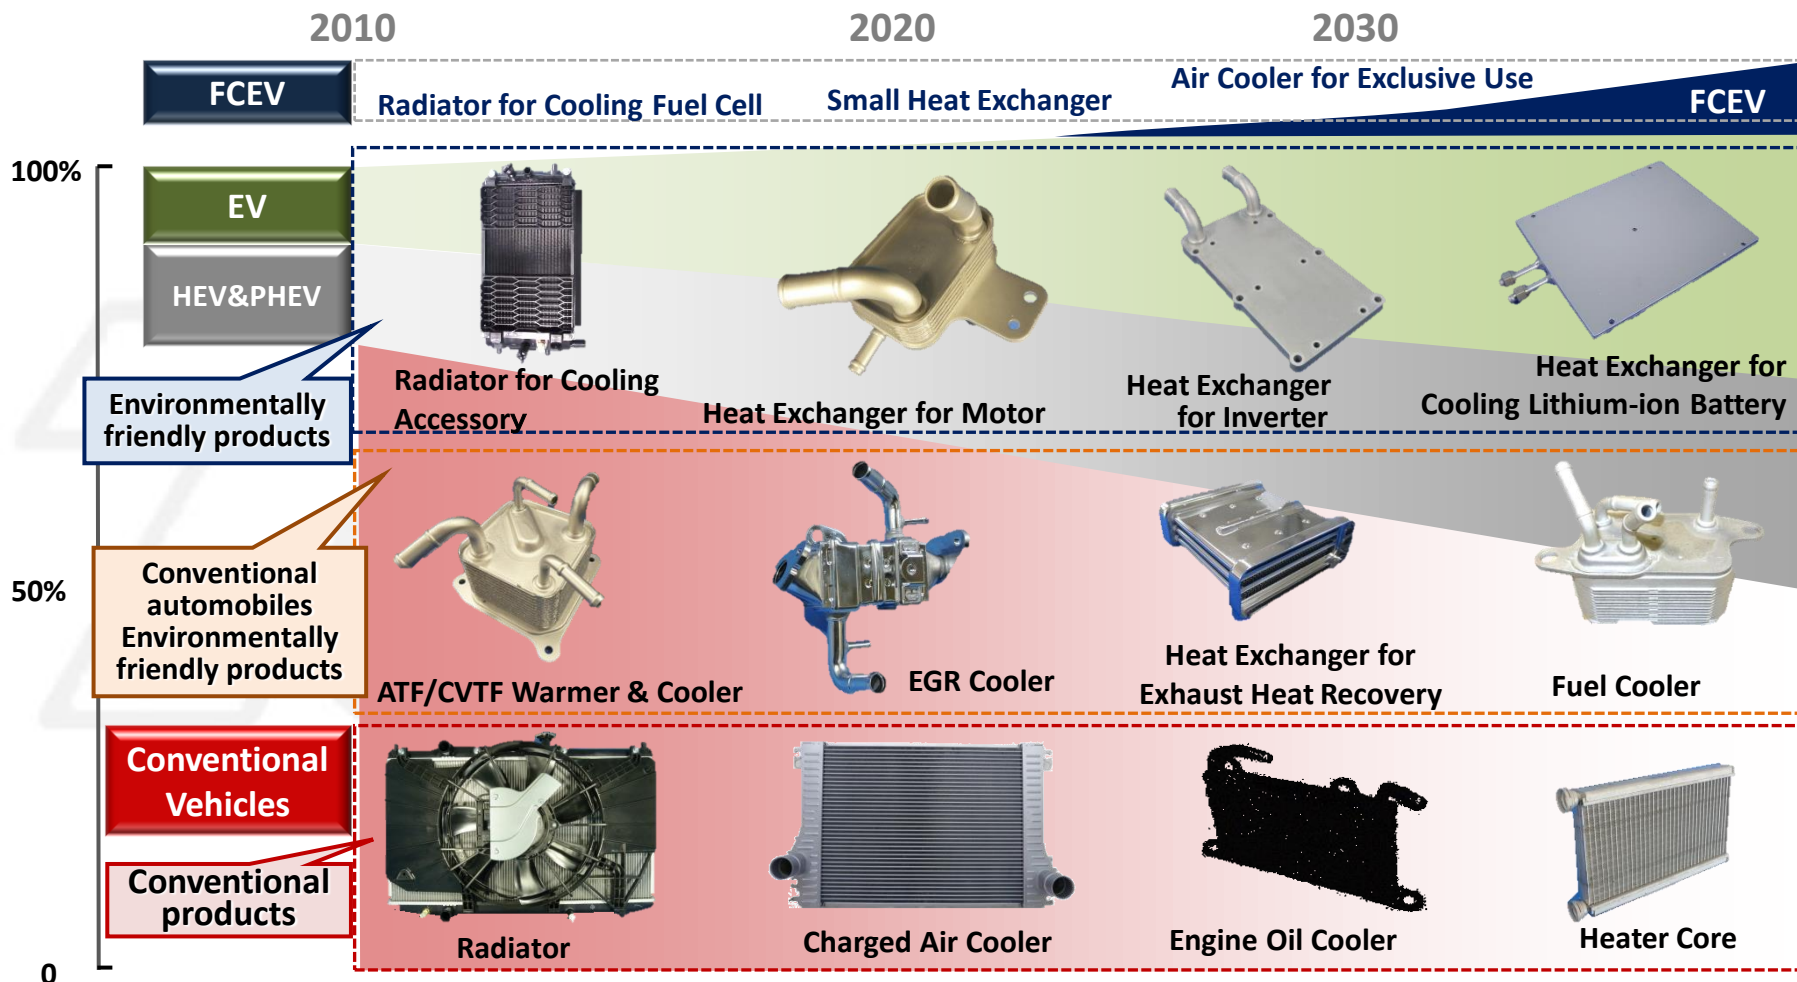 2010
2020
2030
FCEV
Radiator for Cooling Fuel Cell
Small Heat Exchanger
Air Cooler for Exclusive Use
FCEV
100%
EV
HEV&PHEV
Environmentally
friendly products
Radiator for Cooling
Accessory
Heat Exchanger for Motor
Heat Exchanger
for Inverter
Heat Exchanger for
Cooling Lithium-ion Battery
50%
Conventional
automobiles
Environmentally
friendly products
ATF/CVTF Warmer & Cooler
EGR Cooler
Heat Exchanger for
Exhaust Heat Recovery
Fuel Cooler
Conventional
Vehicles
Conventional
products
Radiator
Charged Air Cooler
Engine Oil Cooler
Heater Core
0